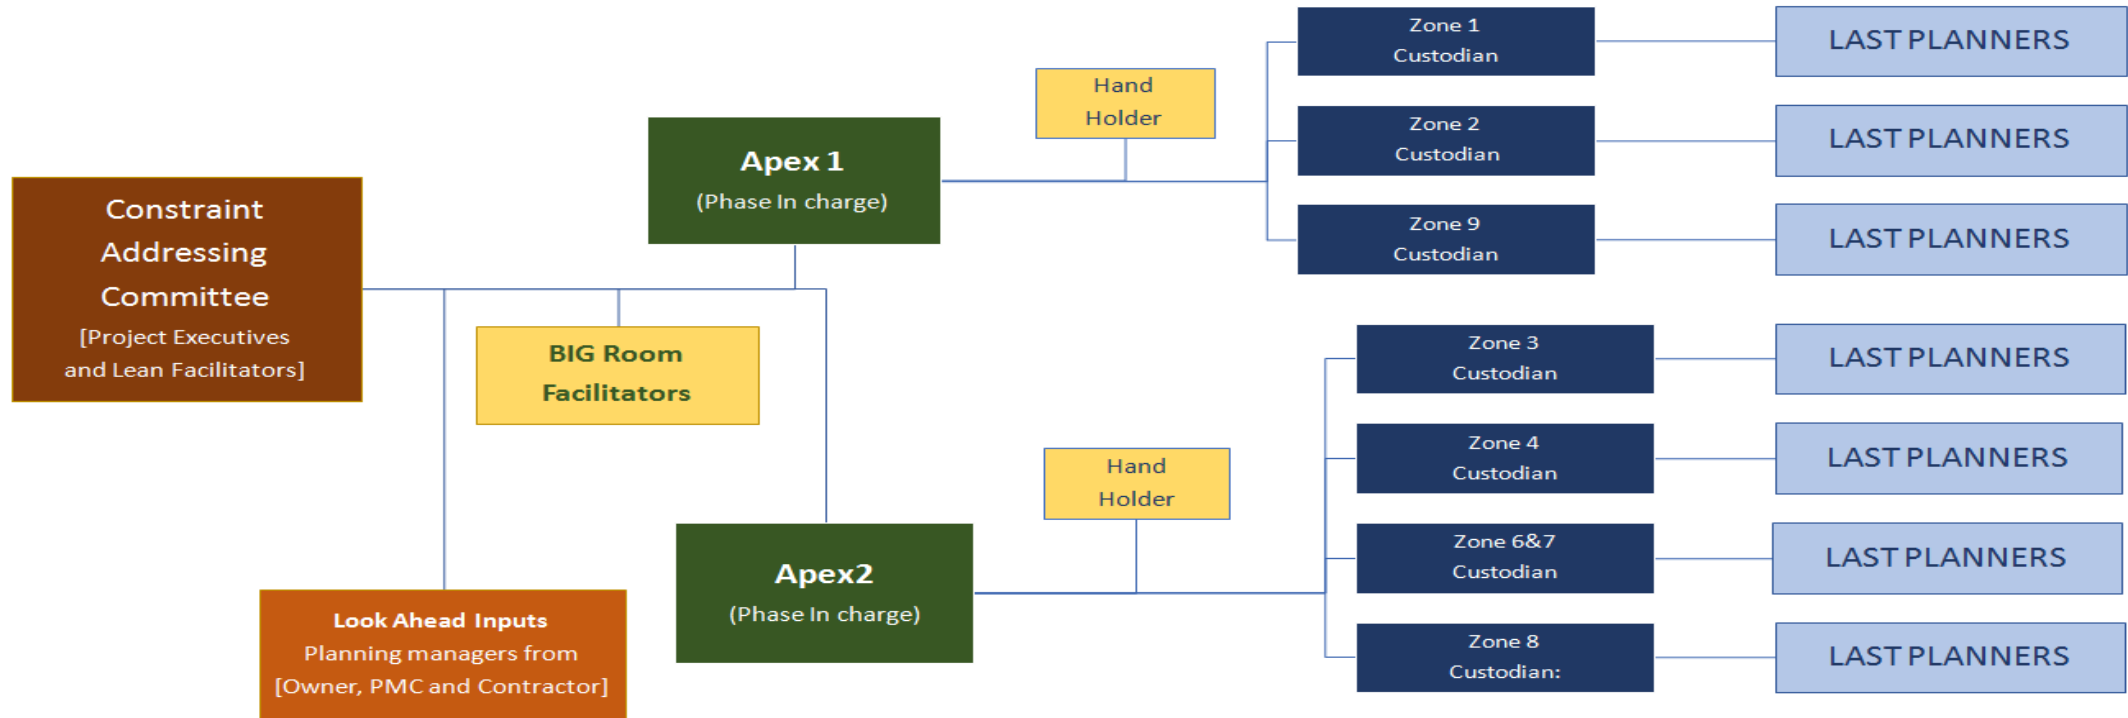 Constraint
Addressing
Committee
[Project Executives
and Lean Facilitators]
Look Ahead Inputs
Planning managers from
[Owner, PMC and Contractor]
BIG Room
Facilitators
Apex 1
(Phase In charge)
Hand
Holder
Zone 1
Custodian
LAST PLANNERS
Zone 2
Custodian
LAST PLANNERS
Zone 9
Custodian
LAST PLANNERS
Apex2
(Phase In charge)
Hand
Holder
Zone 3
Custodian
LAST PLANNERS
Zone 4
Custodian
LAST PLANNERS
Zone 6&7
Custodian
LAST PLANNERS
Zone 8
Custodian:
LAST PLANNERS